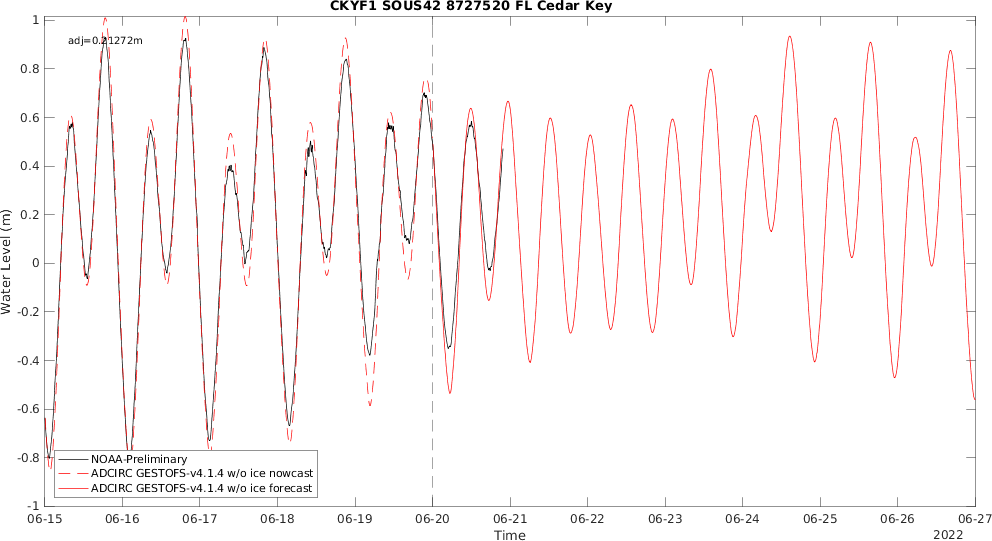 CKYF1 SOUS42 8727520 FL Cedar Key
adj=0.21272m
1
0.8
0.6
0.4
0.2
0
-0.2
-0.4
-0.6
-0.8
-1
Water Level (m)
NOAA-Preliminary
ADCIRC GESTOFS-v4.1.4 w/o ice nowcast
ADCIRC GESTOFS-v4.1.4 w/o ice forecast
06-15 06-16 06-17 06-18 06-19 06-20 06-21 06-22 06-23 06-24 06-25 06-26 06-27
Time
2022